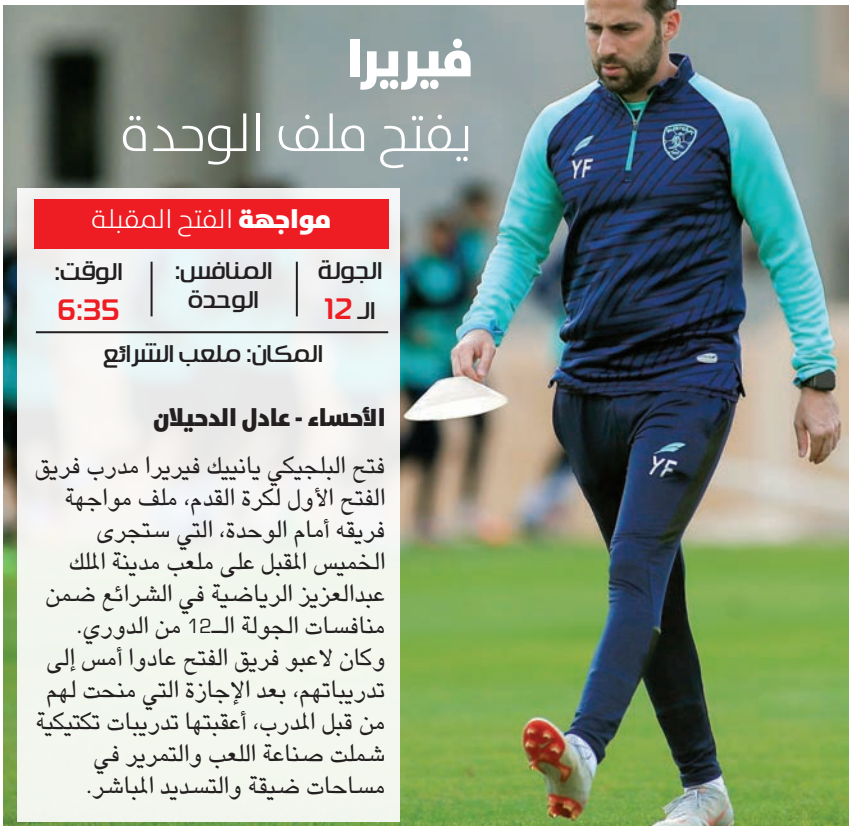 فيريرا
يفتح ملف الوحدة
مواجهة الفتح المقبلة
الجولة الـ 12
المنافس: الوحدة
الوقت: 6:35
المكان: ملعب الشرائع
الأحساء - عادل الدحيلان
فتح البلجيكي يانييك فيريرا مدرب فريق
الفتح الأول لكرة القدم، ملف مواجهة
فريقه أمام الوحدة، التي ستجرى
الخميس المقبل على ملعب مدينة الملك
عبدالعزيز الرياضية في الشرائع ضمن
منافسات الجولة الــ12 من الدوري.
وكان لاعبو فريق الفتح عادوا أمس إلى
تدريباتهم، بعد الإجازة التي منحت لهم
من قبل المدرب، أعقبتها تدريبات تكتيكية
شملت صناعة اللعب والتمرير في
مساحات ضيقة والتسديد المباشر.
YF
YF